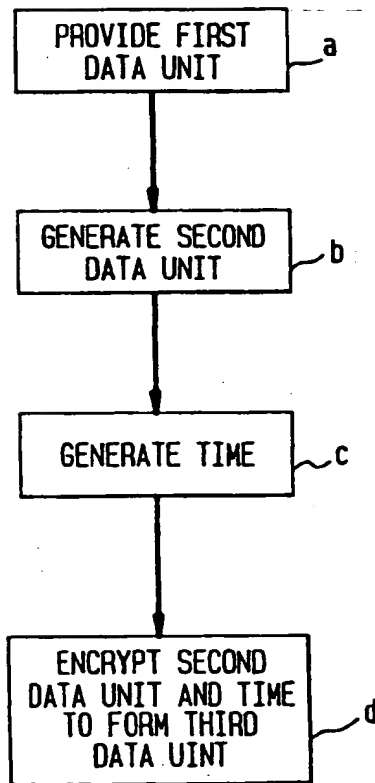 PROVIDE FIRST
DATA UNIT
a
GENERATE SECOND
DATA UNIT
b
GENERATE TIME
c
ENCRYPT SECOND
DATA UNIT AND TIME
TO FORM THIRD
DATA UINT
d